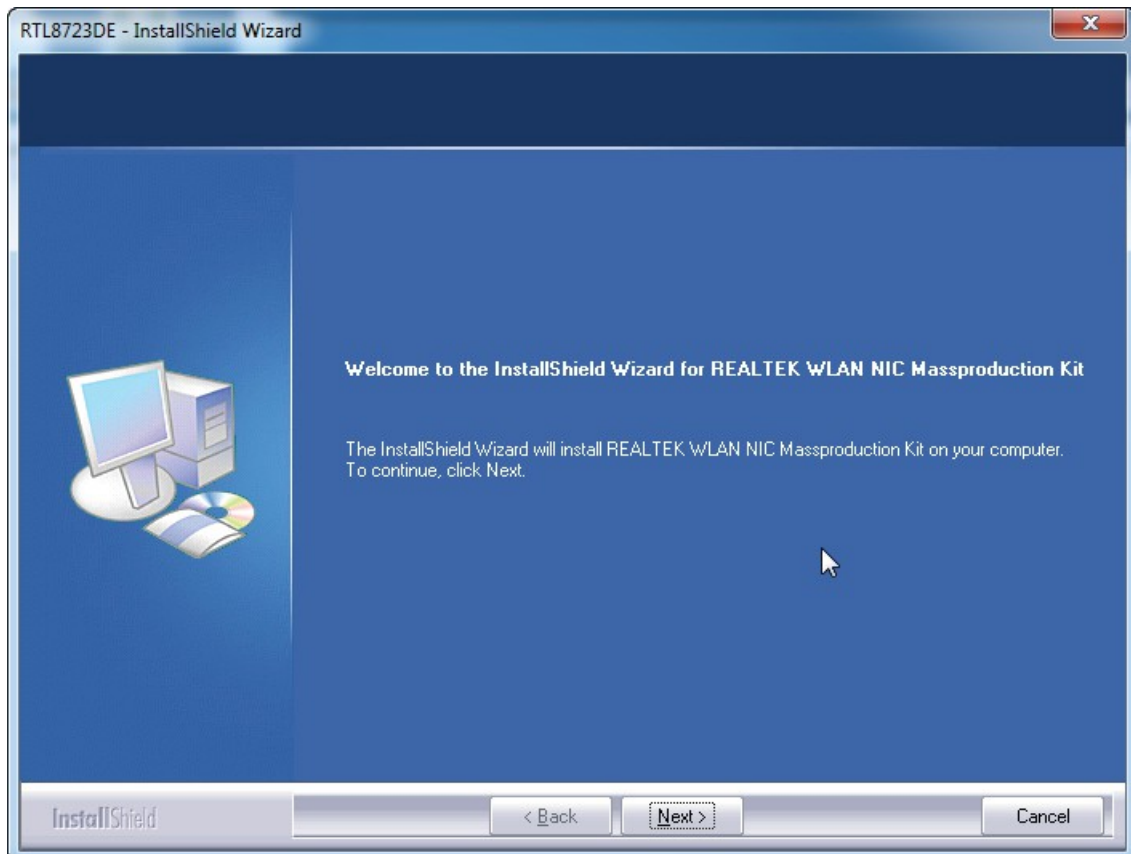 RTL8723DE - InstallShield Wizard
Welcome to the InstallShield Wizard for REALTEK WLAN NIC Massproduction Kit
The InstallShield Wizard will install REALTEK WLAN NIC Massproduction Kit on your computer.
To continue, click Next.
InstallShield
< Back
Next >
Cancel